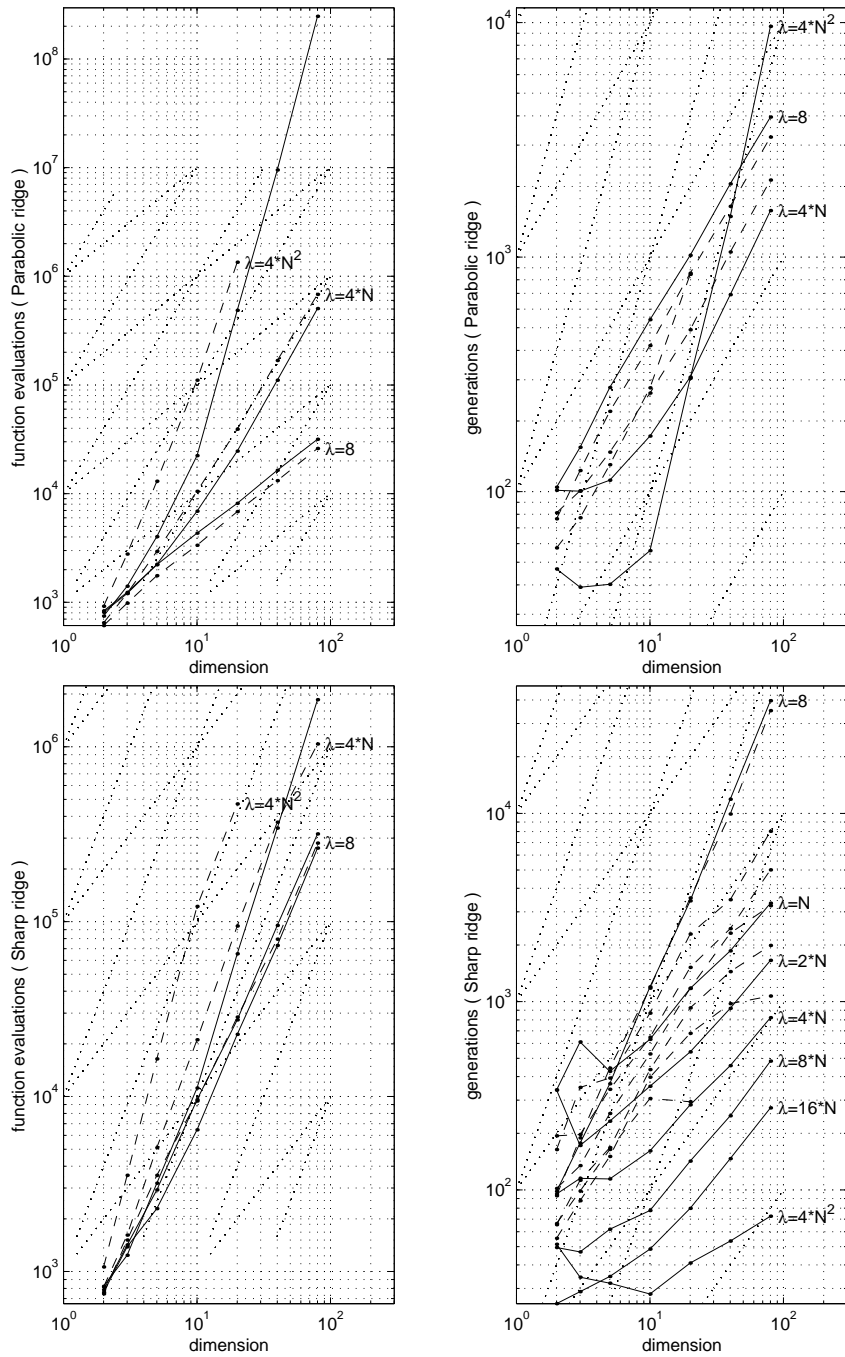 10^8
10^7
10^6
10^5
10^4
10^3
function evaluations ( Parabolic ridge )
λ=4*N^2
λ=4*N
λ=8
10^0
10^1
10^2
dimension
10^4
10^3
10^2
generations ( Parabolic ridge )
λ=4*N^2
λ=8
λ=4*N
10^0
10^1
10^2
dimension
10^6
10^5
10^4
10^3
function evaluations ( Sharp ridge )
λ=4*N
λ=4*N^2
λ=8
10^0
10^1
10^2
dimension
10^4
10^3
10^2
generations ( Sharp ridge )
λ=8
λ=N
λ=2*N
λ=4*N
λ=8*N
λ=16*N
λ=4*N^2
10^0
10^1
10^2
dimension